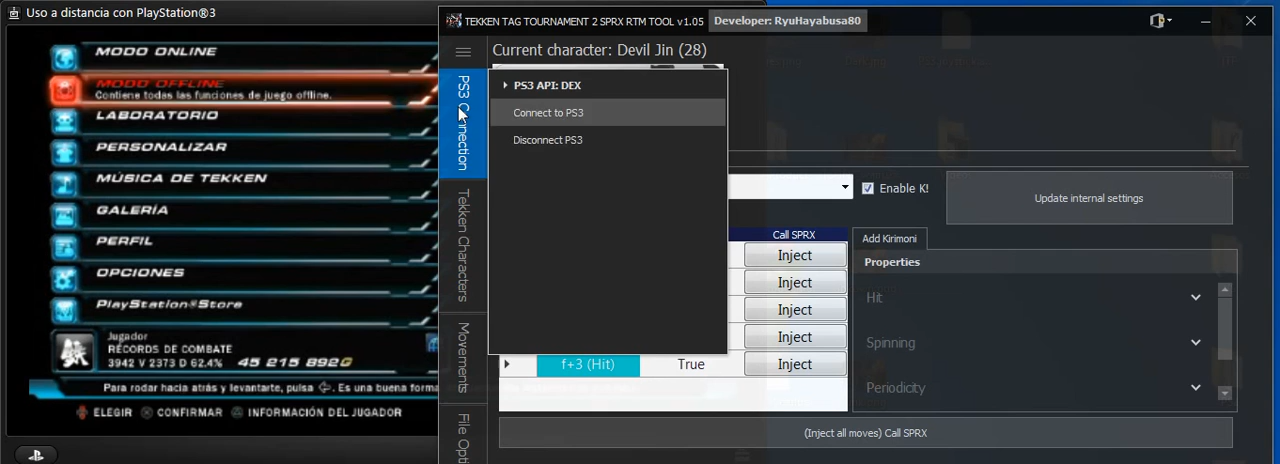 Uso a distancia con PlayStation®3
MODO ONLINE
MODO OFFLINE
Contiene todas las funciones de juego offline.
LABORATORIO
PERSONALIZAR
MÚSICA DE TEKKEN
GALERÍA
PERFIL
OPCIONES
PlayStation®Store
Jugador
RÉCORDS DE COMBATE
3942 V 2373 D 62.4% 45 215 892G
Para rodar hacia atrás y levantarte, pulsa . Es una buena forma
ELEGIR CONFIRMAR INFORMACIÓN DEL JUGADOR
TEKKEN TAG TOURNAMENT 2 SPRX RTM TOOL v1.05 Developer: RyuHayabusa80
Current character: Devil Jin (28)
PS3 Connection
Tekken Characters
Movements
File Opti
PS3 API: DEX
Connect to PS3
Disconnect PS3
Enable K!
Update internal settings
Call SPRX
Inject
Inject
Inject
Inject
f+3 (Hit) True Inject
Add Kirimoni
Properties
Hit
Spinning
Periodicity
(Inject all moves) Call SPRX